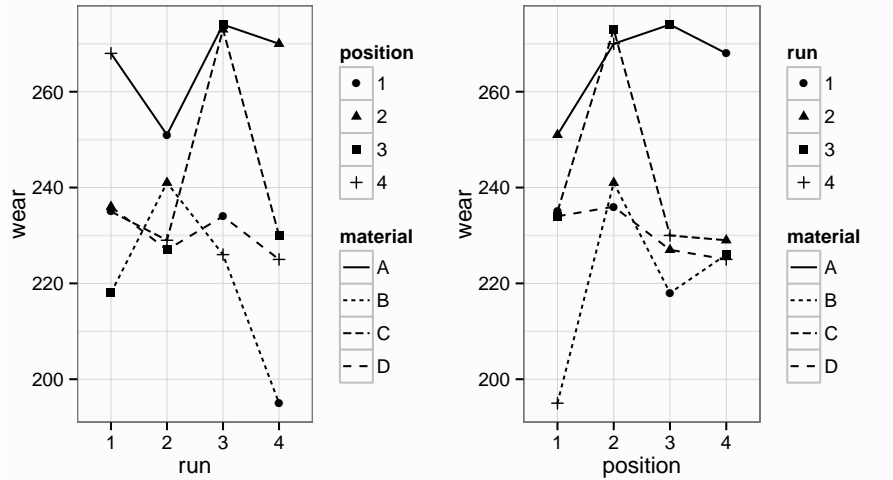 wear
260
240
220
200
1 2 3 4
run
position
1
2
3
4
material
A
B
C
D
wear
260
240
220
200
1 2 3 4
position
run
1
2
3
4
material
A
B
C
D